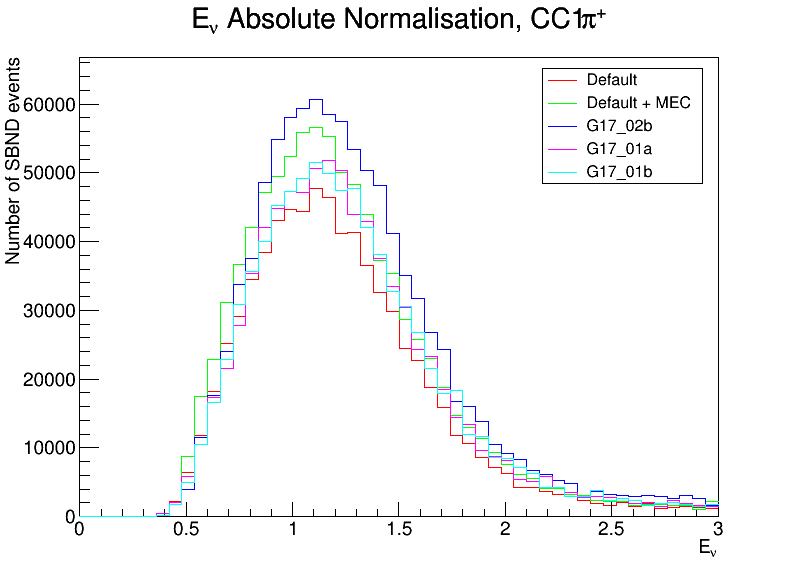 Eν Absolute Normalisation, CC1π+
Number of SBND events
60000
50000
40000
30000
20000
10000
0
0 0.5 1 1.5 2 2.5 3
Eν
Default
Default + MEC
G17_02b
G17_01a
G17_01b